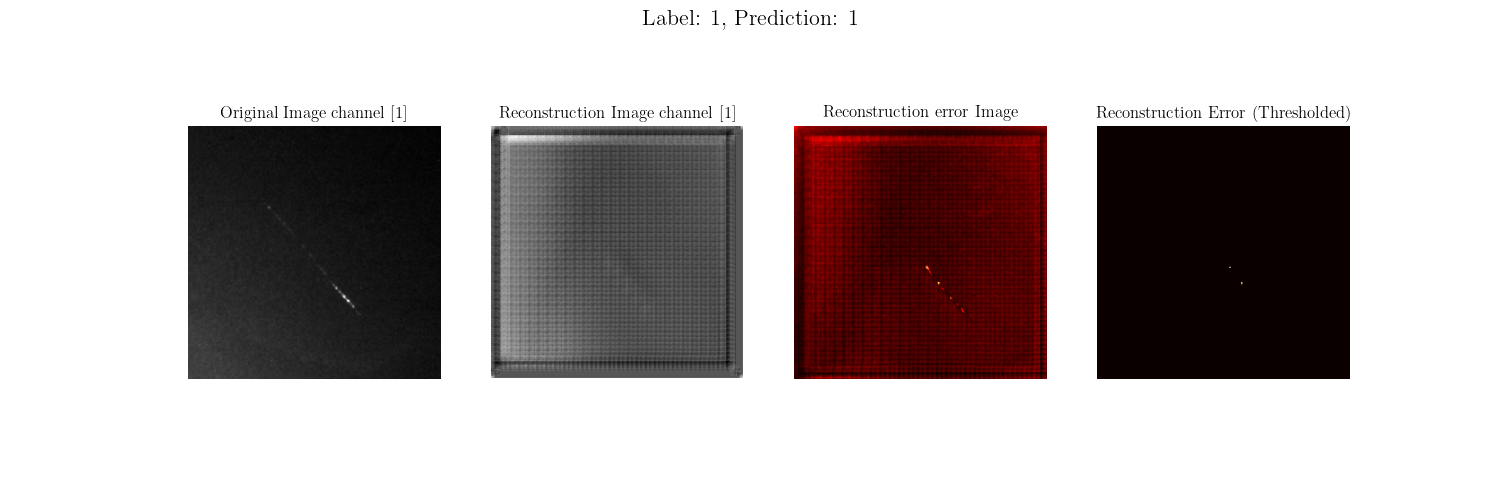 Label: 1, Prediction: 1
Original Image channel [1]
Reconstruction Image channel [1]
Reconstruction error Image
Reconstruction Error (Thresholded)